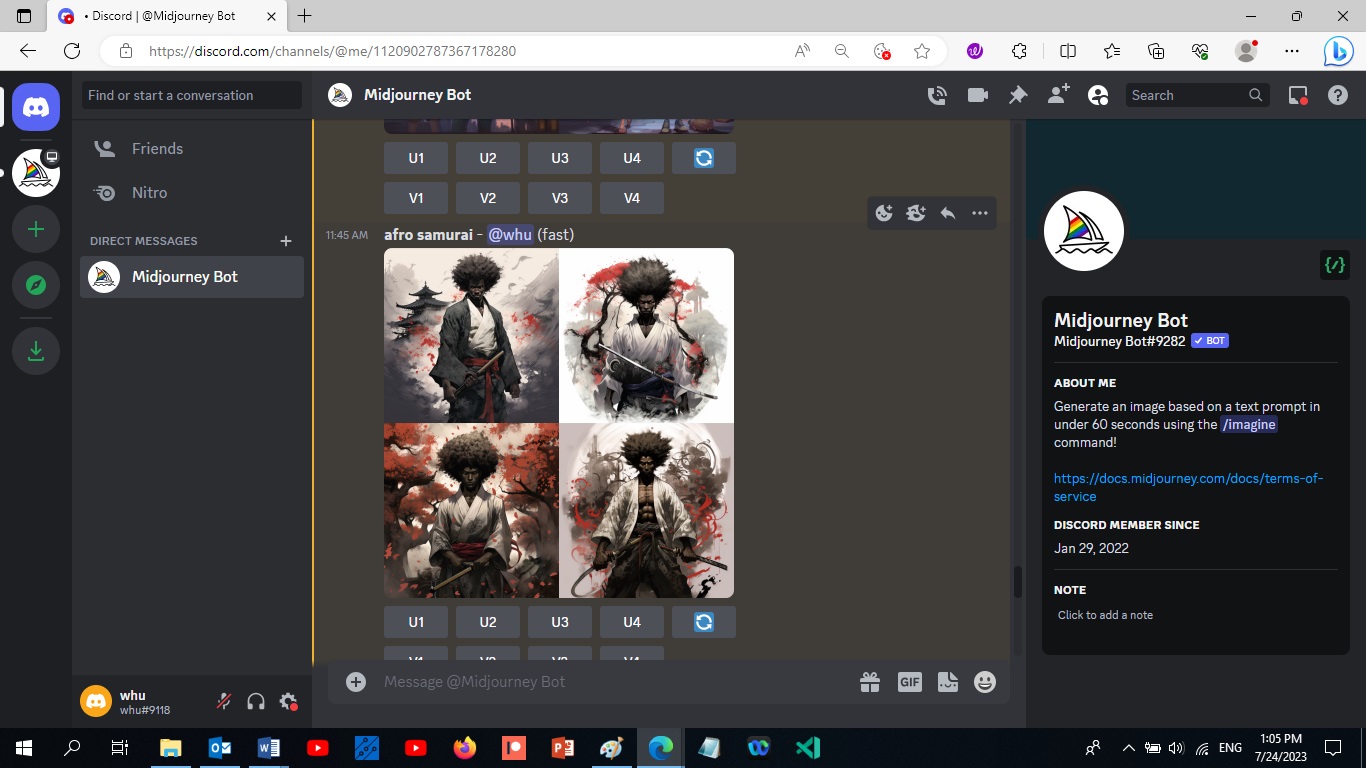 • Discord | @Midjourney Bot
https://discord.com/channels/@me/1120902787367178280
Find or start a conversation
Midjourney Bot
Search
Friends
Nitro
DIRECT MESSAGES
Midjourney Bot
U1 U2 U3 U4
V1 V2 V3 V4
11:45 AM afro samurai - @whu (fast)
U1 U2 U3 U4
V1 V2 V3 V4
Message @Midjourney Bot
GIF
Midjourney Bot
Midjourney Bot#9282 ✓ BOT
ABOUT ME
Generate an image based on a text prompt in
under 60 seconds using the /imagine
command!
https://docs.midjourney.com/docs/terms-of-
service
DISCORD MEMBER SINCE
Jan 29, 2022
NOTE
Click to add a note
whu
whu#9118
ENG
1:05 PM
7/24/2023